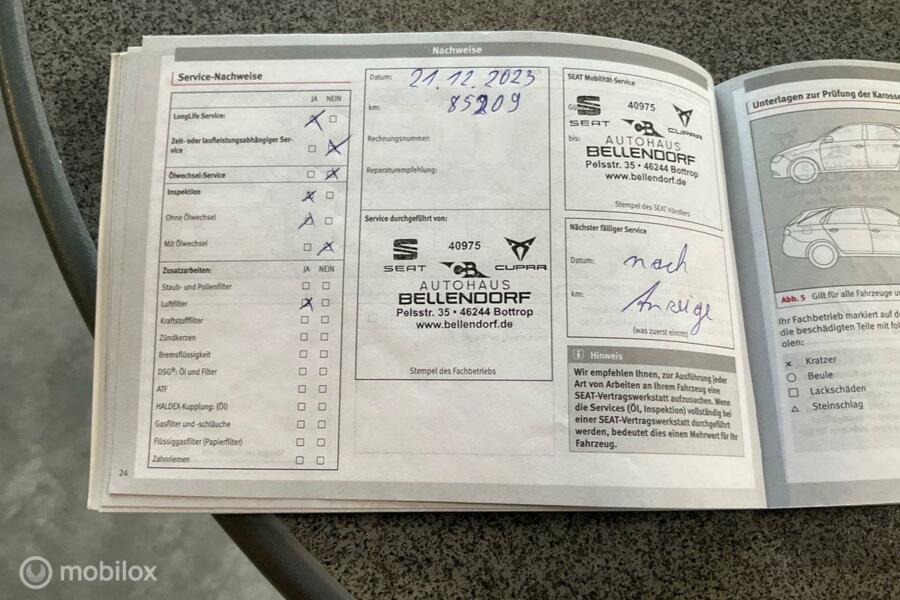 Nachweise
Service-Nachweise
JA NEIN
LongLife Service:
Zeit- oder laufleistungsabhängiger Ser-
vice
Ölwechsel-Service
Inspektion
Ohne Ölwechsel
Mit Ölwechsel
Zusatzarbeiten: JA NEIN
Staub- und Pollenfilter
Luftfilter
Kraftstofffilter
Zündkerzen
Bremsflüssigkeit
DSG®: Öl und Filter
ATF
HALDEX-Kupplung: (Öl)
Gasfilter und -schläuche
Flüssiggasfilter (Papierfilter)
Zahnriemen
24
Datum: 21.12.2023
km: 85209
Rechnungsnummer:
Reparaturempfehlung:
Service durchgeführt von:
40975
SEAT CB CUPRA
AUTOHAUS
BELLENDORF
Pelsstr. 35 • 46244 Bottrop
www.bellendorf.de
Stempel des Fachbetriebs
SEAT Mobilität-Service
40975
SEAT CB CUPRA
bis:
AUTOHAUS
BELLENDORF
Pelsstr. 35 • 46244 Bottrop
www.bellendorf.de
Stempel des SEAT Händlers
Nächster fälliger Service
Datum: nach
km: Anzeige
(was zuerst eintritt)
Hinweis
Wir empfehlen Ihnen, zur Ausführung jeder
Art von Arbeiten an Ihrem Fahrzeug eine
SEAT-Vertragswerkstatt aufzusuchen. Wenn
die Services (Öl, Inspektion) vollständig bei
einer SEAT-Vertragswerkstatt durchgeführt
werden, bedeutet dies einen Mehrwert für Ihr
Fahrzeug.
Unterlagen zur Prüfung der Karosse
Abb. 5 Gilt für alle Fahrzeuge
Ihr Fachbetrieb markiert auf
die beschädigten Teile mit
olen:
Kratzer
Beule
Lackschäden
Steinschlag
mobilox